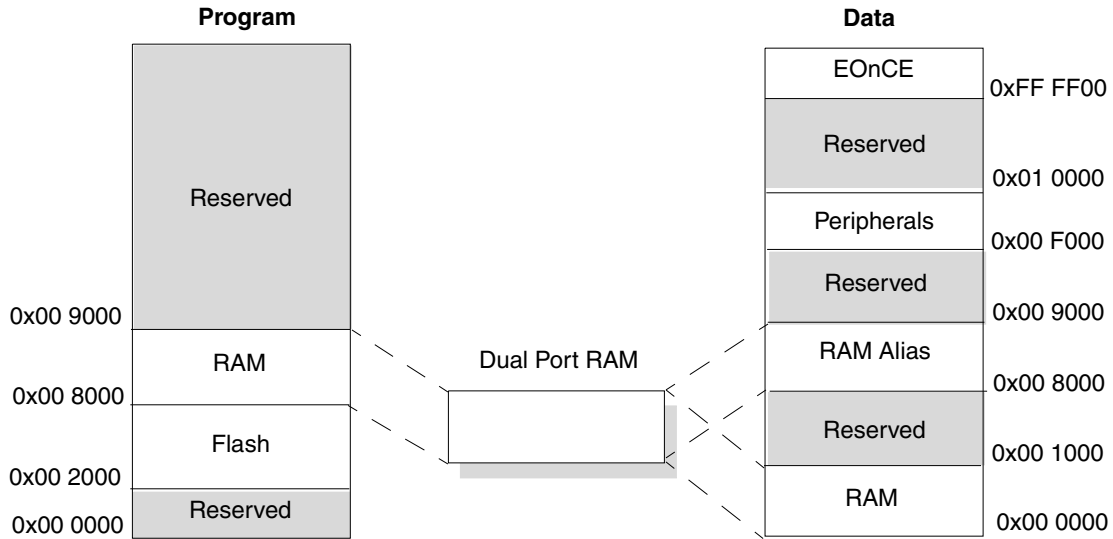 Program
Reserved
0x00 9000
RAM
0x00 8000
Flash
0x00 2000
Reserved
0x00 0000
Dual Port RAM
Data
EOnCE
0xFF FF00
Reserved
0x01 0000
Peripherals
0x00 F000
Reserved
0x00 9000
RAM Alias
0x00 8000
Reserved
0x00 1000
RAM
0x00 0000